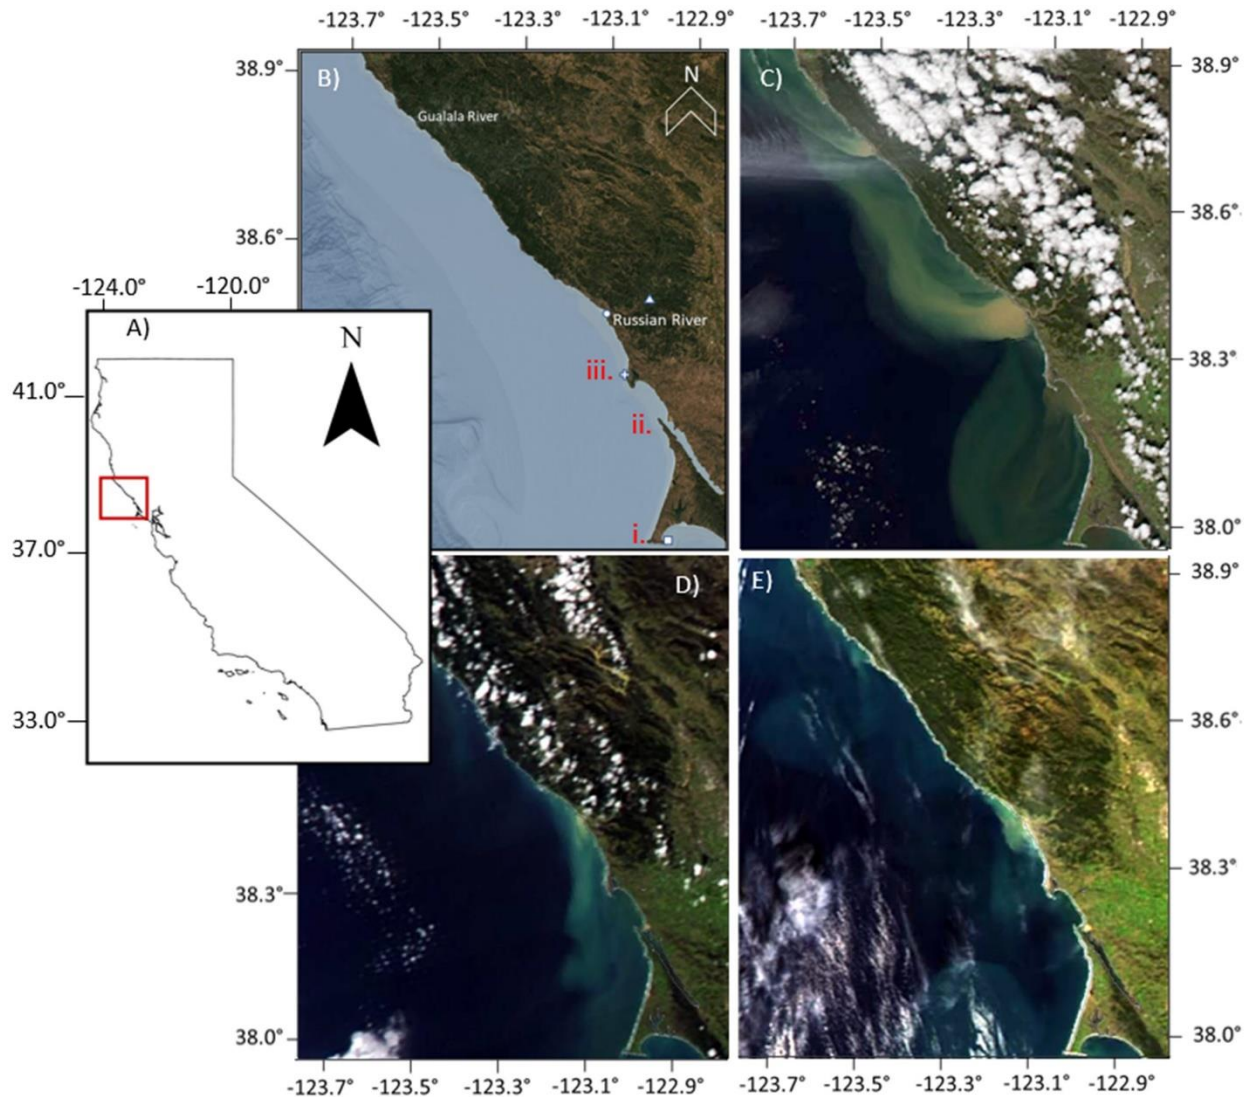 -123.7° -123.5° -123.3° -123.1° -122.9°
-123.7° -123.5° -123.3° -123.1° -122.9°
B)
N
C)
38.9°
38.9°
Gualala River
38.6°
38.6°
-124.0° -120.0°
Russian River
A)
N
iii.
38.3°
41.0°
ii.
i.
38.0°
37.0°
D)
E)
38.9°
33.0°
38.6°
38.3°
38.3°
38.0°
38.0°
-123.7° -123.5° -123.3° -123.1° -122.9°
-123.7° -123.5° -123.3° -123.1° -122.9°